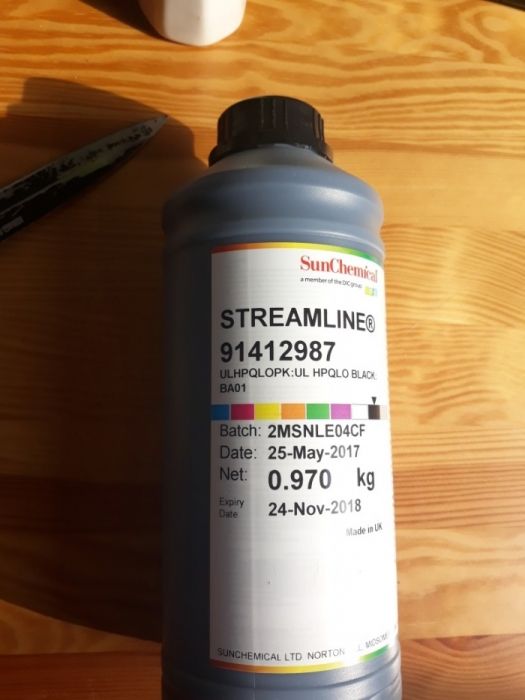 SunChemical
a member of the DIC group
STREAMLINE®
91412987
ULHPQLOPK:UL HPQLO BLACK:
BA01
Batch: 2MSNLE04CF
Date: 25-May-2017
Net: 0.970 kg
Expiry
Date 24-Nov-2018
Made in UK
SUNCHEMICAL LTD NORTON